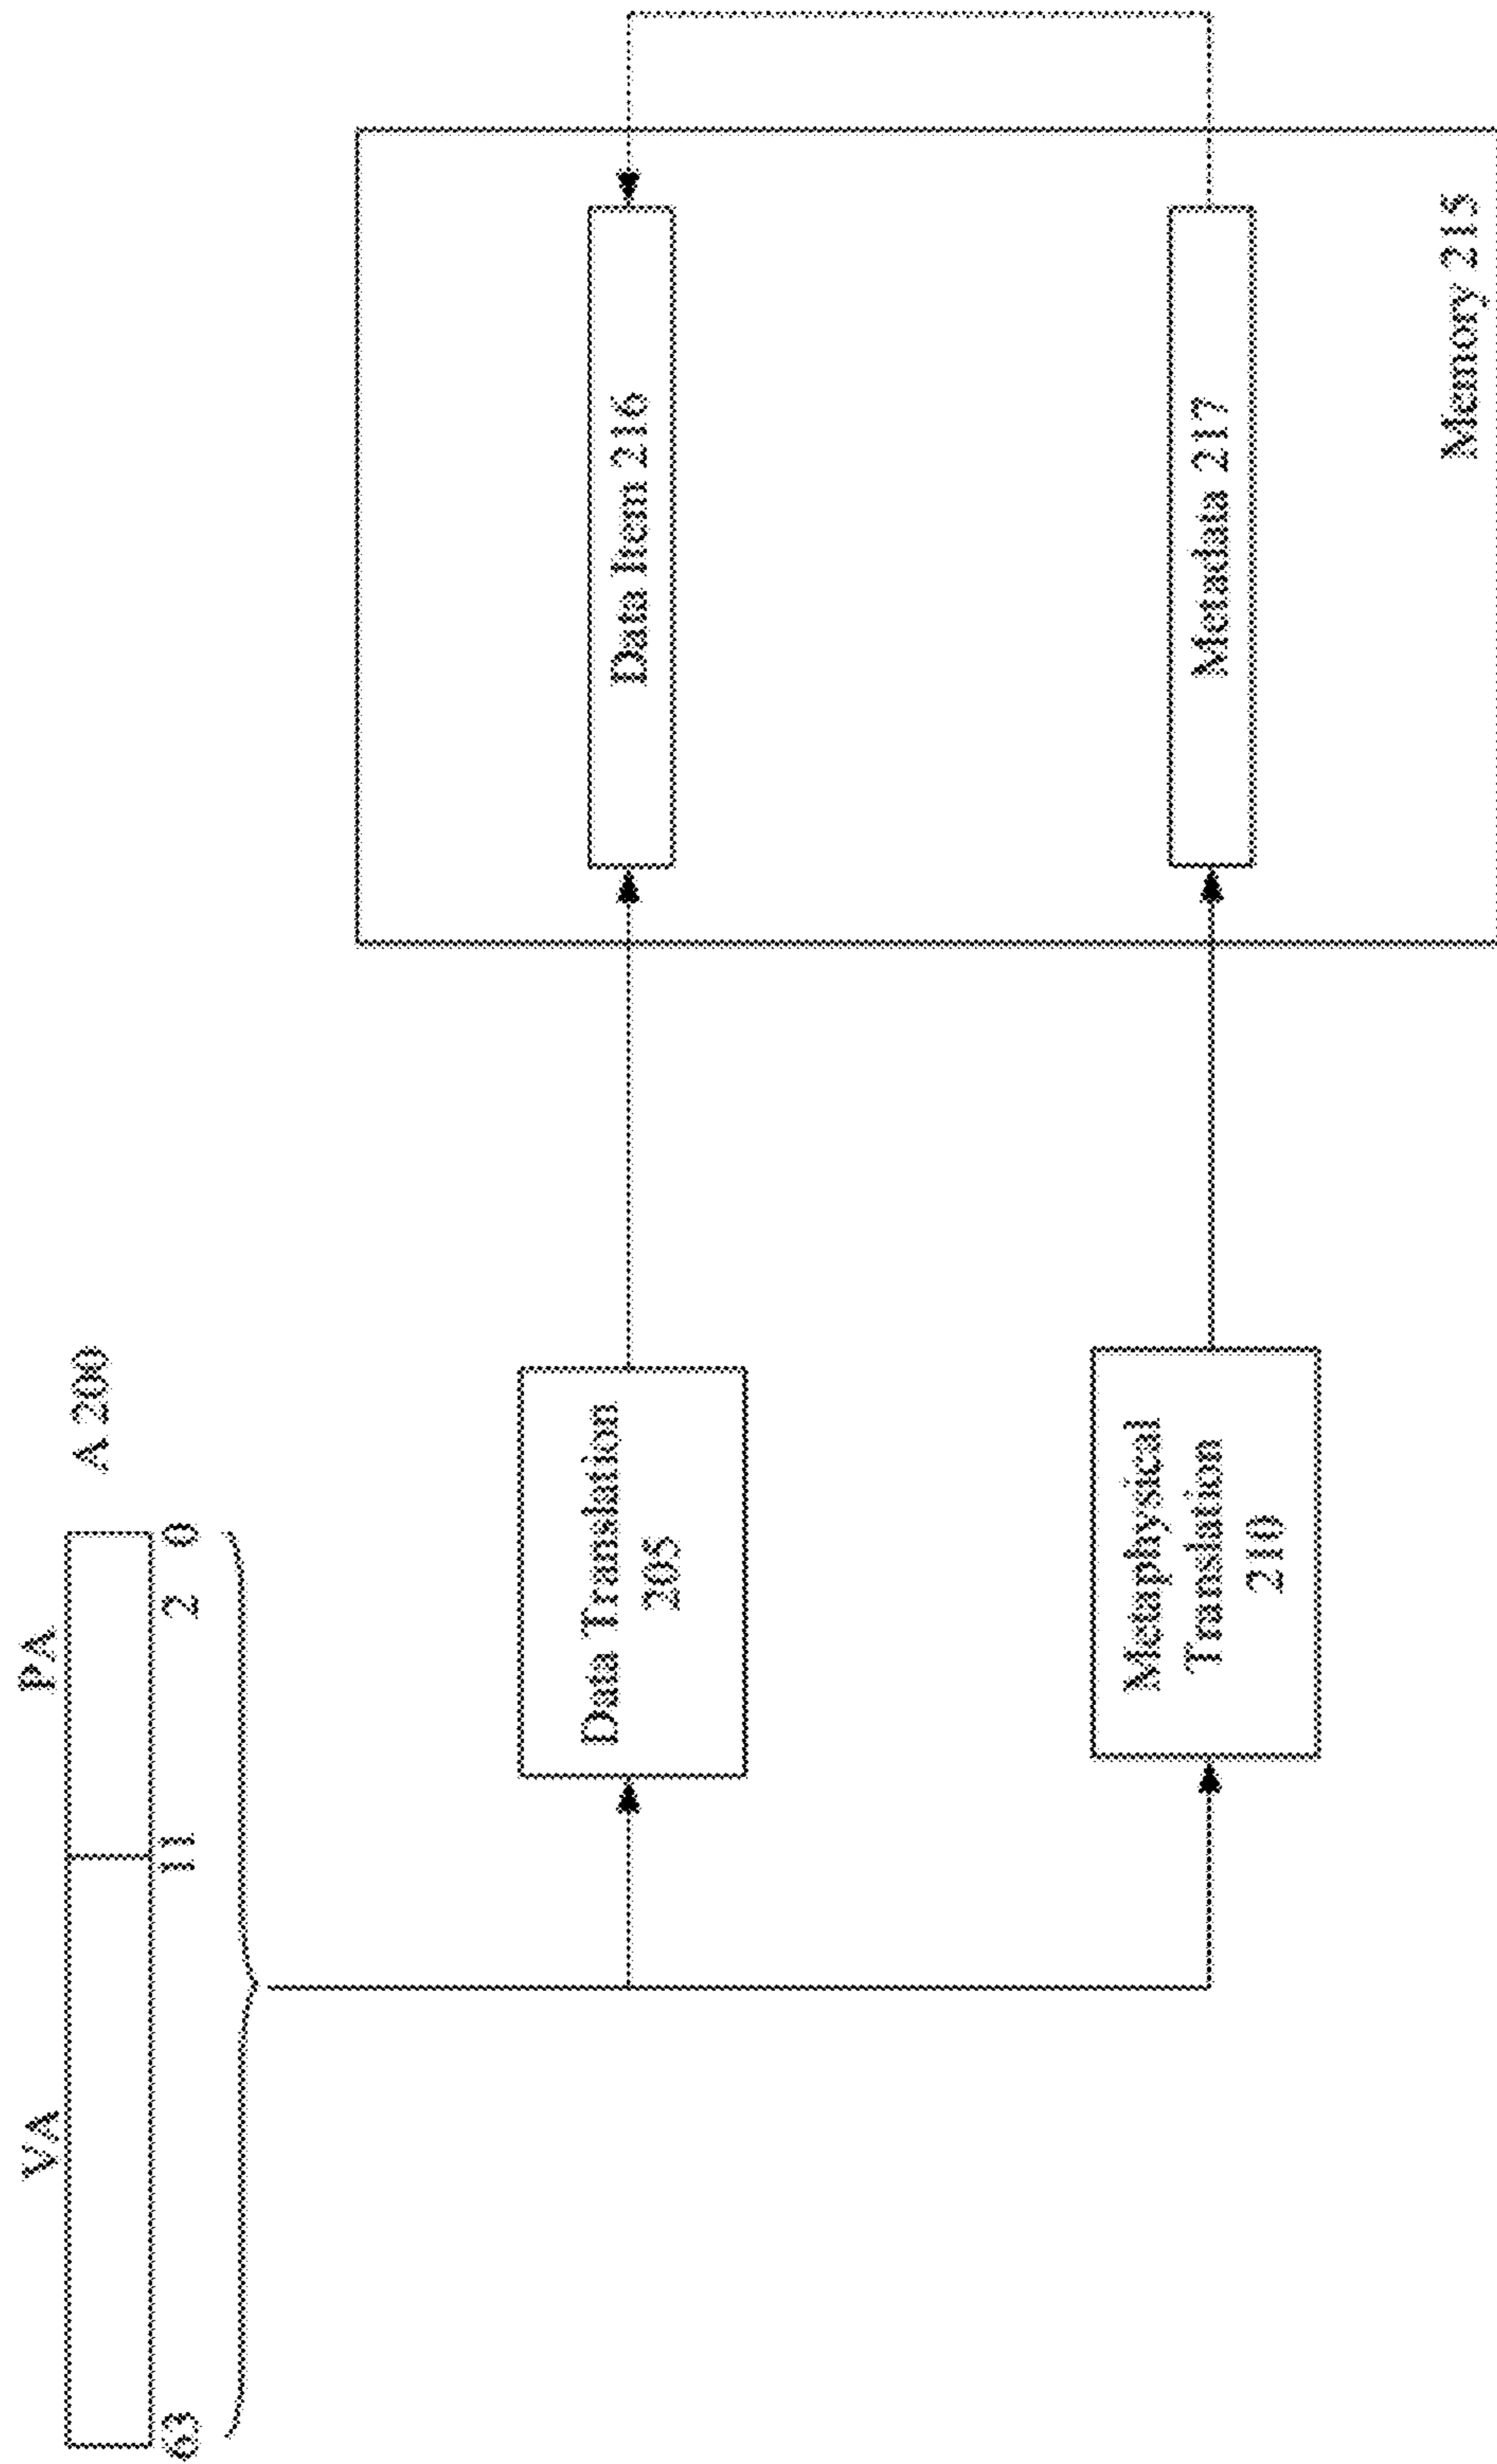 VA
PA
63
11
2
0
A 200
Data Translation
205
Metaphysical
Translation
210
Data Item 216
Metadata 217
Memory 215